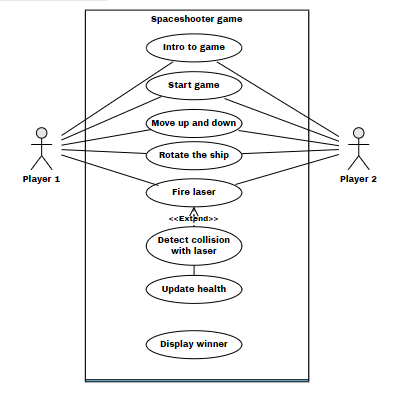 Spaceshooter game
Intro to game
Start game
Move up and down
Rotate the ship
Fire laser
Player 1
Player 2
<<Extend>>
Detect collision
with laser
Update health
Display winner